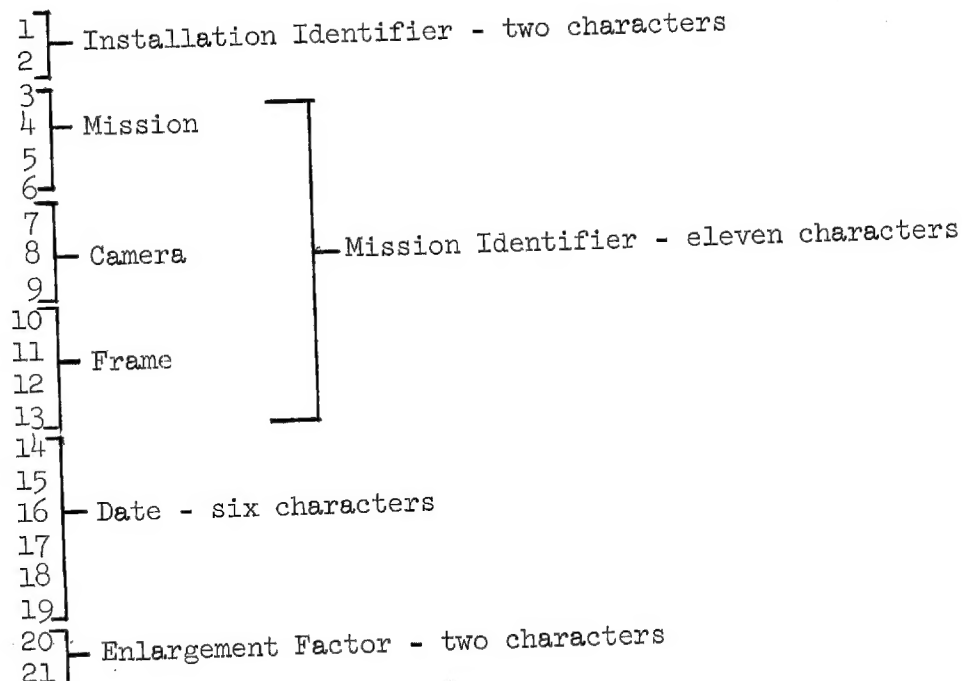 1
Installation Identifier - two characters
2
3
4 Mission
5
6
7
8 Camera Mission Identifier - eleven characters
9
10
11 Frame
12
13
14
15
16 Date - six characters
17
18
19
20 Enlargement Factor - two characters
21